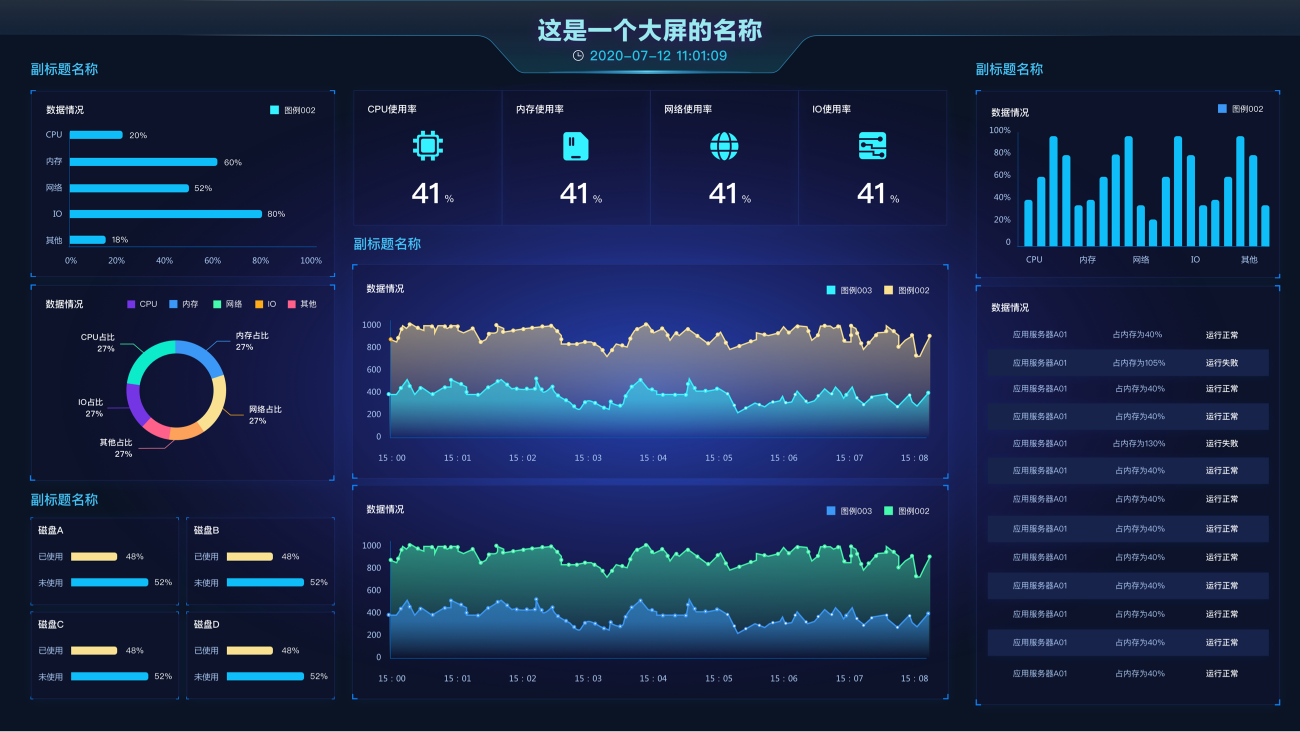 这是一个大屏的名称
2020-07-12 11:01:09
副标题名称
数据情况
图例002
CPU 20%
内存 60%
网络 52%
IO 80%
其他 18%
0% 20% 40% 60% 80% 100%
数据情况
CPU 内存 网络 IO 其他
CPU占比
27%
内存占比
27%
IO占比
27%
网络占比
27%
其他占比
27%
副标题名称
磁盘A
已使用 48%
未使用 52%
磁盘B
已使用 48%
未使用 52%
磁盘C
已使用 48%
未使用 52%
磁盘D
已使用 48%
未使用 52%
CPU使用率
41 %
内存使用率
41 %
网络使用率
41 %
IO使用率
41 %
副标题名称
数据情况
图例003 图例002
1000
800
600
400
200
0
15：00 15：01 15：02 15：03 15：04 15：05 15：06 15：07 15：08
数据情况
图例003 图例002
1000
800
600
400
200
0
15：00 15：01 15：02 15：03 15：04 15：05 15：06 15：07 15：08
副标题名称
数据情况
图例002
100%
80%
60%
40%
20%
0
CPU 内存 网络 IO 其他
数据情况
应用服务器A01 占内存为40% 运行正常
应用服务器A01 占内存为105% 运行失败
应用服务器A01 占内存为40% 运行正常
应用服务器A01 占内存为40% 运行正常
应用服务器A01 占内存为130% 运行失败
应用服务器A01 占内存为40% 运行正常
应用服务器A01 占内存为40% 运行正常
应用服务器A01 占内存为40% 运行正常
应用服务器A01 占内存为40% 运行正常
应用服务器A01 占内存为40% 运行正常
应用服务器A01 占内存为40% 运行正常
应用服务器A01 占内存为40% 运行正常
应用服务器A01 占内存为40% 运行正常